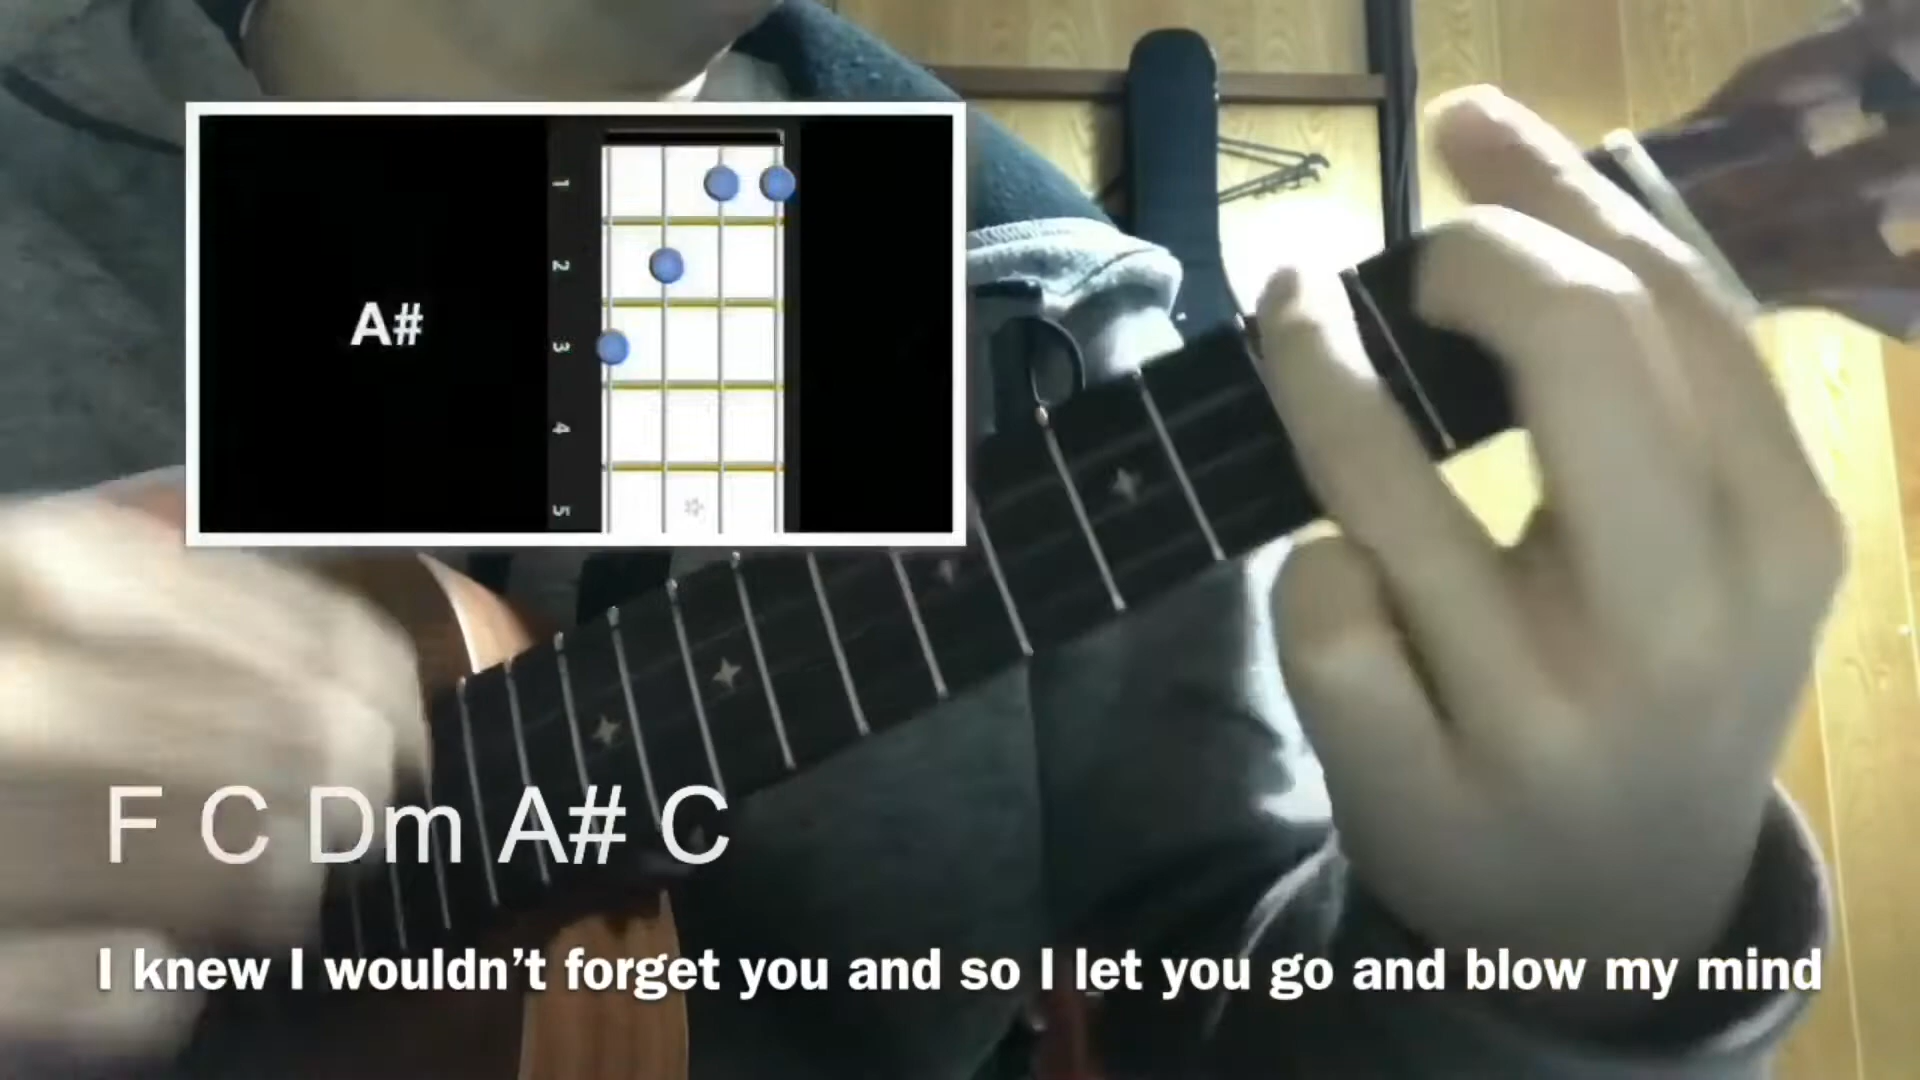 A#
1
2
3
4
5
F C Dm A# C
I knew I wouldn’t forget you and so I let you go and blow my mind